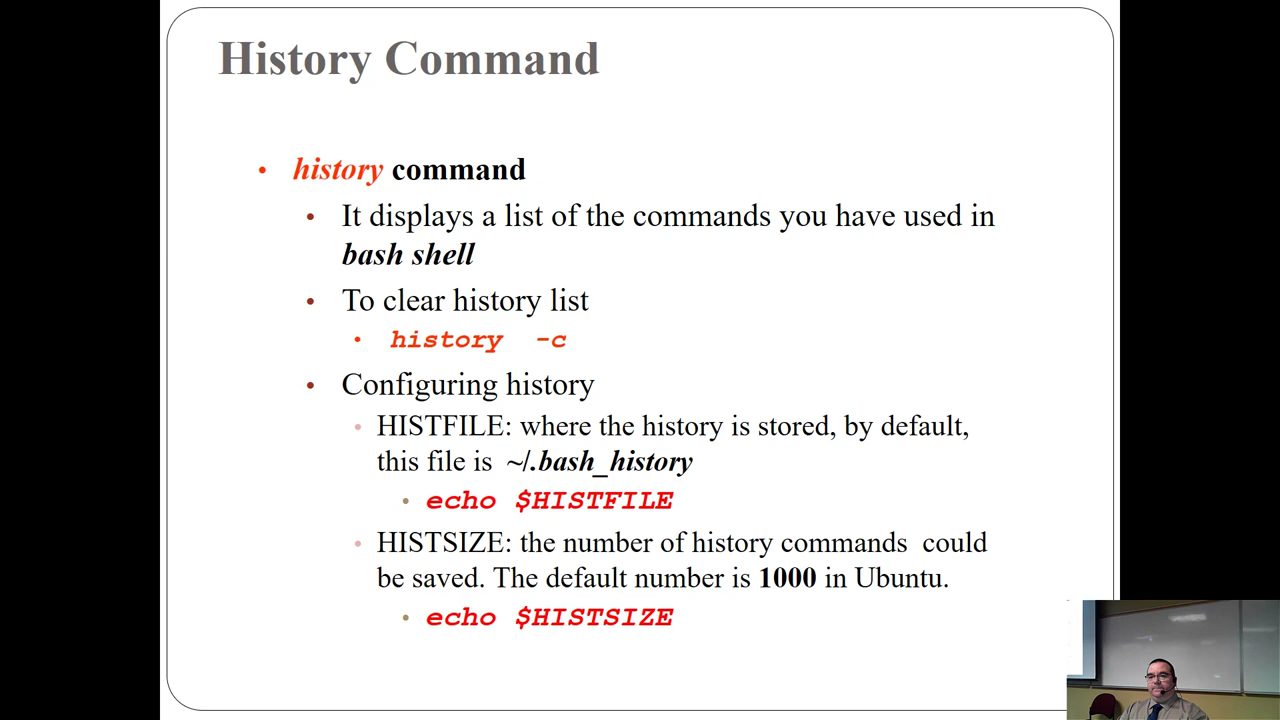 History Command
• history command
• It displays a list of the commands you have used in
bash shell
• To clear history list
• history -c
• Configuring history
• HISTFILE: where the history is stored, by default,
this file is ~/.bash_history
• echo $HISTFILE
• HISTSIZE: the number of history commands could
be saved. The default number is 1000 in Ubuntu.
• echo $HISTSIZE